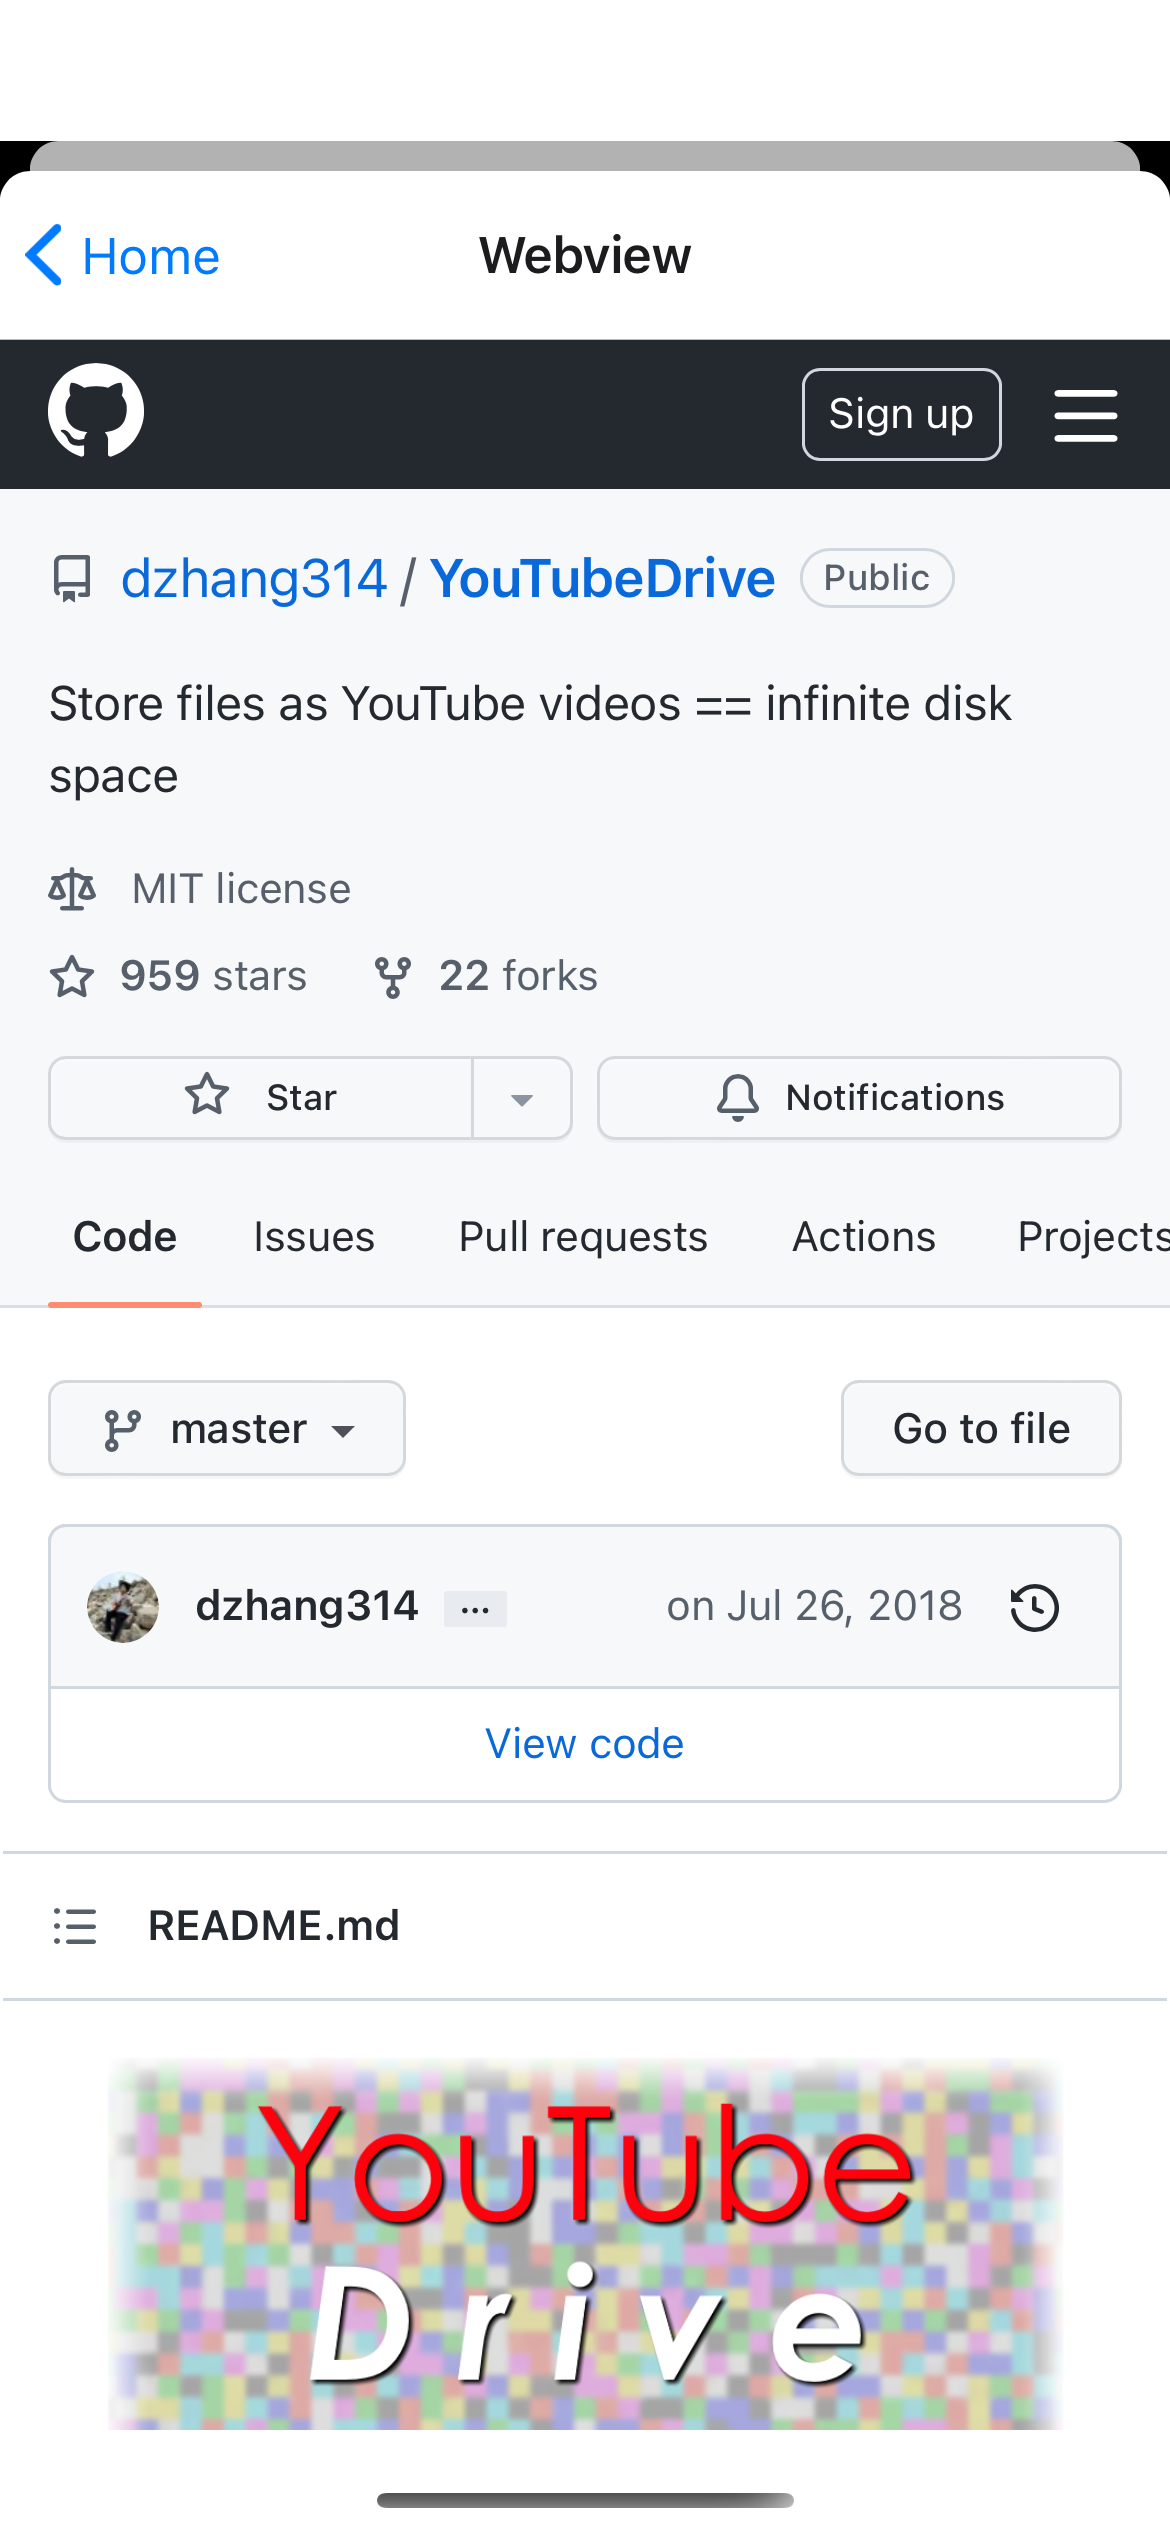 Home
Webview
Sign up
dzhang314 / YouTubeDrive Public
Store files as YouTube videos == infinite disk
space
MIT license
959 stars 22 forks
Star Notifications
Code Issues Pull requests Actions Projects
master Go to file
dzhang314 ... on Jul 26, 2018
View code
README.md
YouTube
Drive